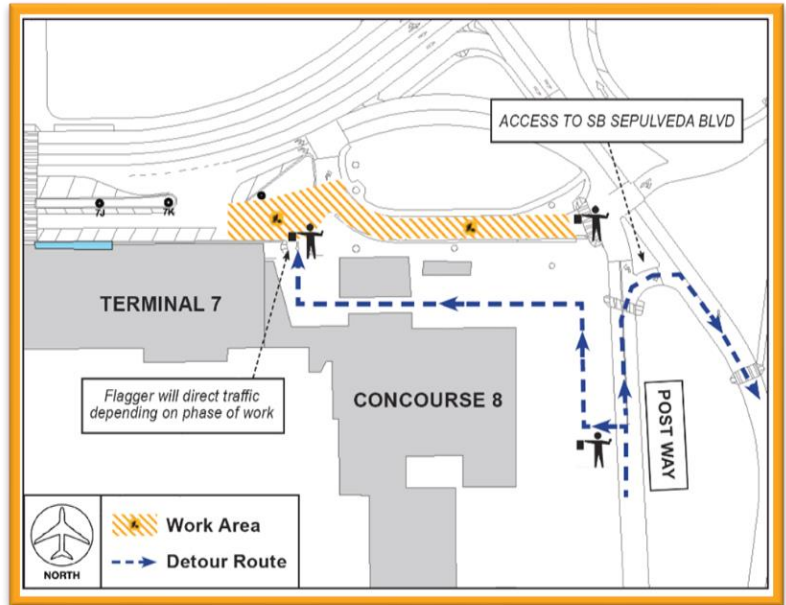 ACCESS TO SB SEPULVEDA BLVD
7J
7K
TERMINAL 7
Flagger will direct traffic
depending on phase of work
CONCOURSE 8
POST WAY
NORTH
Work Area
Detour Route